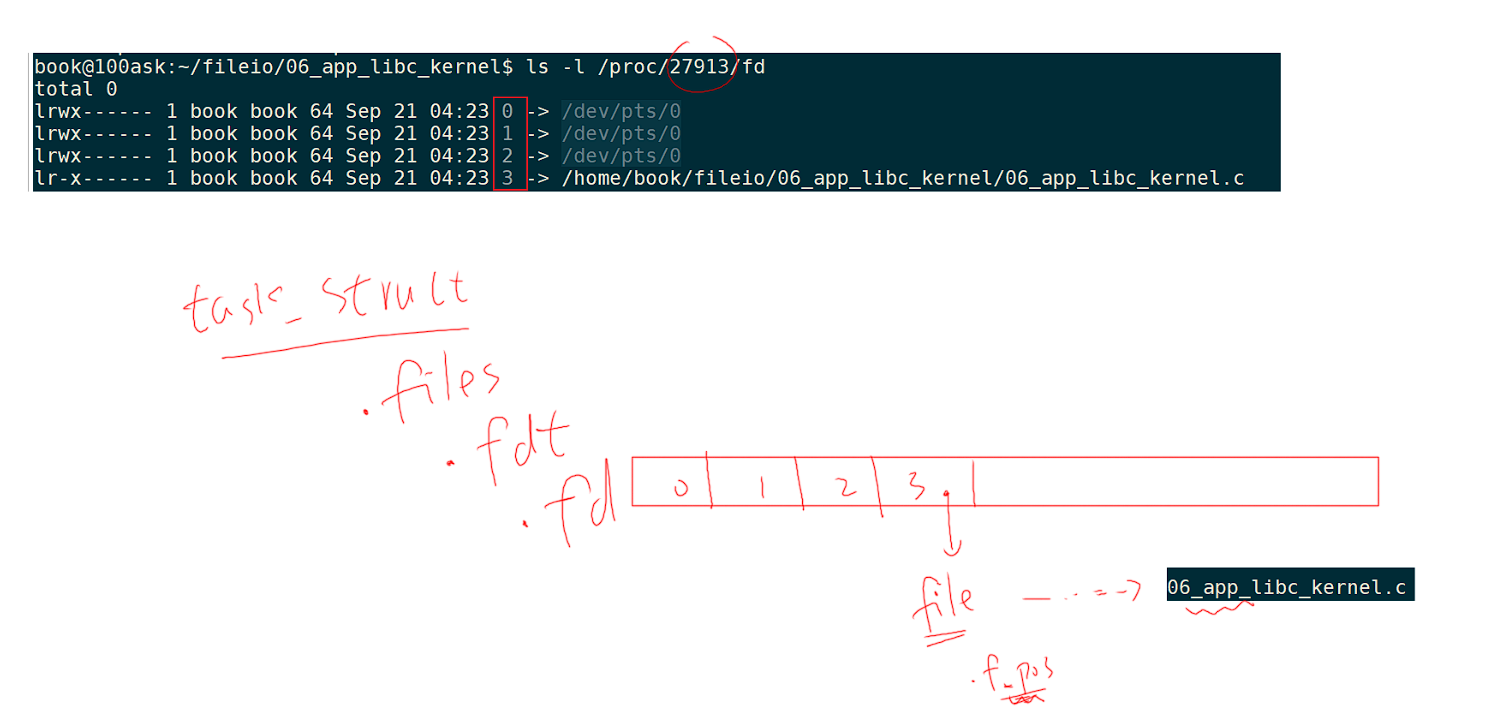 book@100ask:~/fileio/06_app_libc_kernel$ ls -l /proc/27913/fd
total 0
lrwx------ 1 book book 64 Sep 21 04:23 0 -> /dev/pts/0
lrwx------ 1 book book 64 Sep 21 04:23 1 -> /dev/pts/0
lrwx------ 1 book book 64 Sep 21 04:23 2 -> /dev/pts/0
lr-x------ 1 book book 64 Sep 21 04:23 3 -> /home/book/fileio/06_app_libc_kernel/06_app_libc_kernel.c
task_struct
.files
.fdt
.fd 0 1 2 3
file 06_app_libc_kernel.c
.f_pos